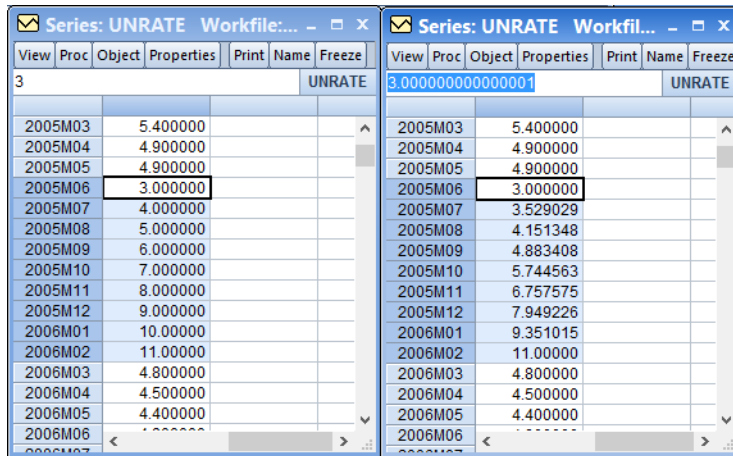 Series: UNRATE Workfile:...
View Proc Object Properties Print Name Freeze
3 UNRATE
2005M03 5.400000
2005M04 4.900000
2005M05 4.900000
2005M06 3.000000
2005M07 4.000000
2005M08 5.000000
2005M09 6.000000
2005M10 7.000000
2005M11 8.000000
2005M12 9.000000
2006M01 10.00000
2006M02 11.00000
2006M03 4.800000
2006M04 4.500000
2006M05 4.400000
2006M06
Series: UNRATE Workfil...
View Proc Object Properties Print Name Freeze
3.000000000000001 UNRATE
2005M03 5.400000
2005M04 4.900000
2005M05 4.900000
2005M06 3.000000
2005M07 3.529029
2005M08 4.151348
2005M09 4.883408
2005M10 5.744563
2005M11 6.757575
2005M12 7.949226
2006M01 9.351015
2006M02 11.00000
2006M03 4.800000
2006M04 4.500000
2006M05 4.400000
2006M06